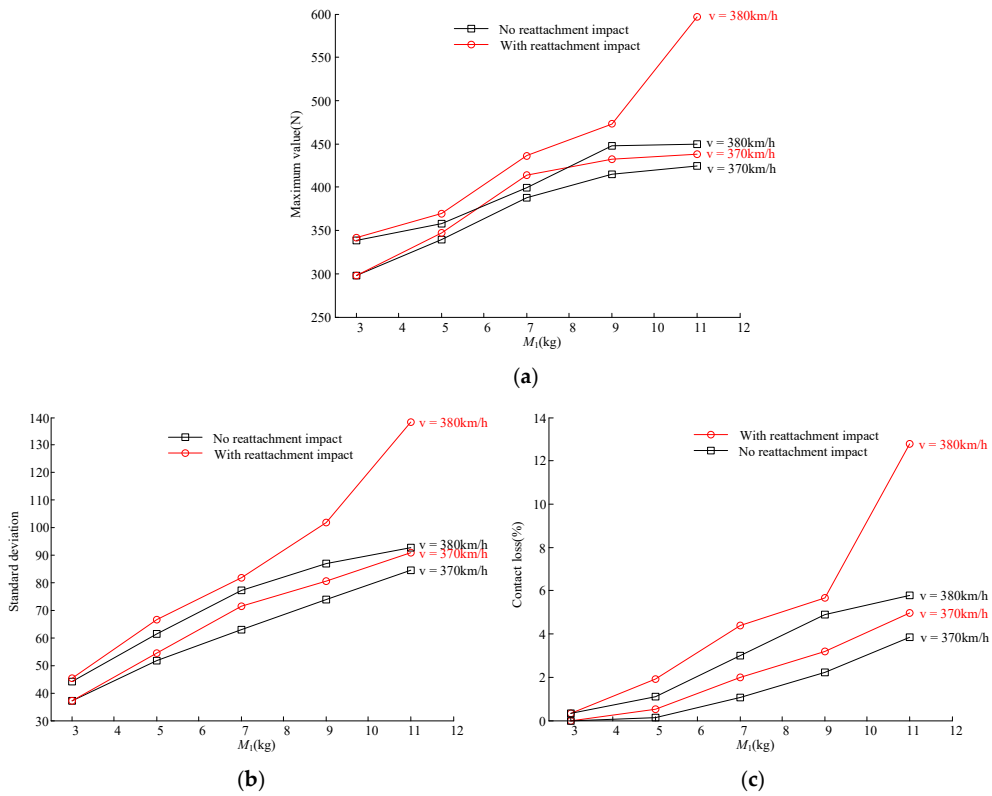 600
550
500
450
400
350
300
250
Maximum value(N)
No reattachment impact
With reattachment impact
v = 380km/h
v = 380km/h
v = 370km/h
v = 370km/h
3 4 5 6 7 8 9 10 11 12
M₁(kg)
(a)
140
130
120
110
100
90
80
70
60
50
40
30
Standard deviation
No reattachment impact
With reattachment impact
v = 380km/h
v = 380km/h
v = 370km/h
v = 370km/h
3 4 5 6 7 8 9 10 11 12
M₁(kg)
(b)
14
12
10
8
6
4
2
0
Contact loss(%)
With reattachment impact
No reattachment impact
v = 380km/h
v = 380km/h
v = 370km/h
v = 370km/h
3 4 5 6 7 8 9 10 11 12
M₁(kg)
(c)